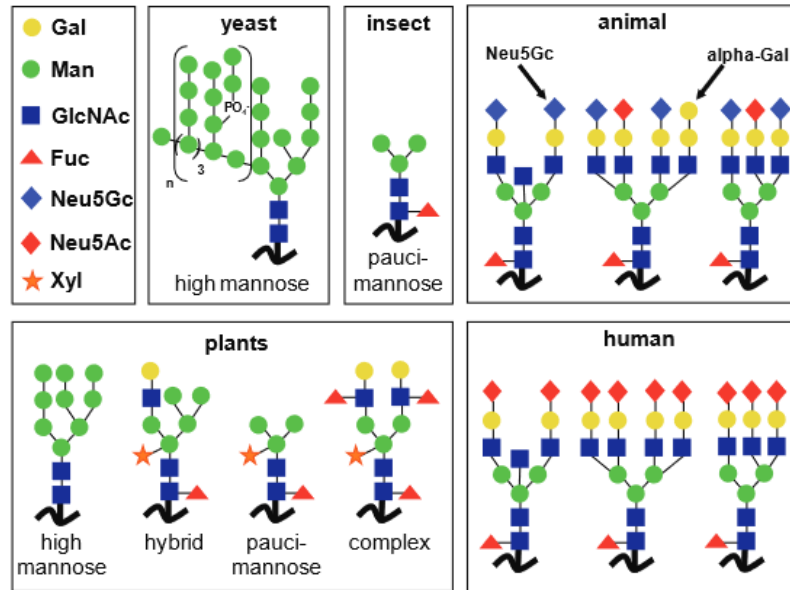 Gal
Man
GlcNAc
Fuc
Neu5Gc
Neu5Ac
Xyl
yeast
PO4-
3
n
high mannose
insect
pauci-
mannose
animal
Neu5Gc
alpha-Gal
plants
high
mannose
hybrid
pauci-
mannose
complex
human